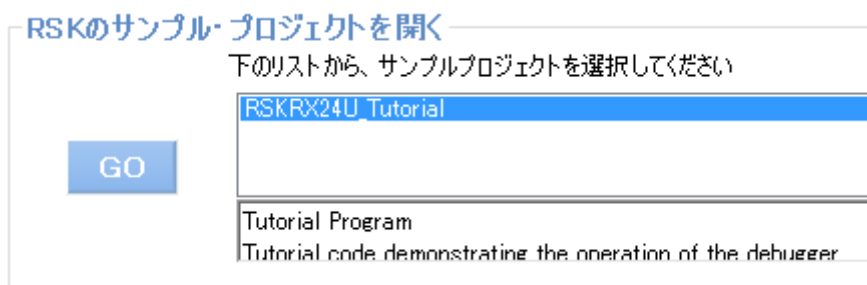 RSKのサンプル・プロジェクトを開く
下のリストから、サンプルプロジェクトを選択してください
RSKRX24U_Tutorial
GO
Tutorial Program
Tutorial code demonstrating the operation of the debugger